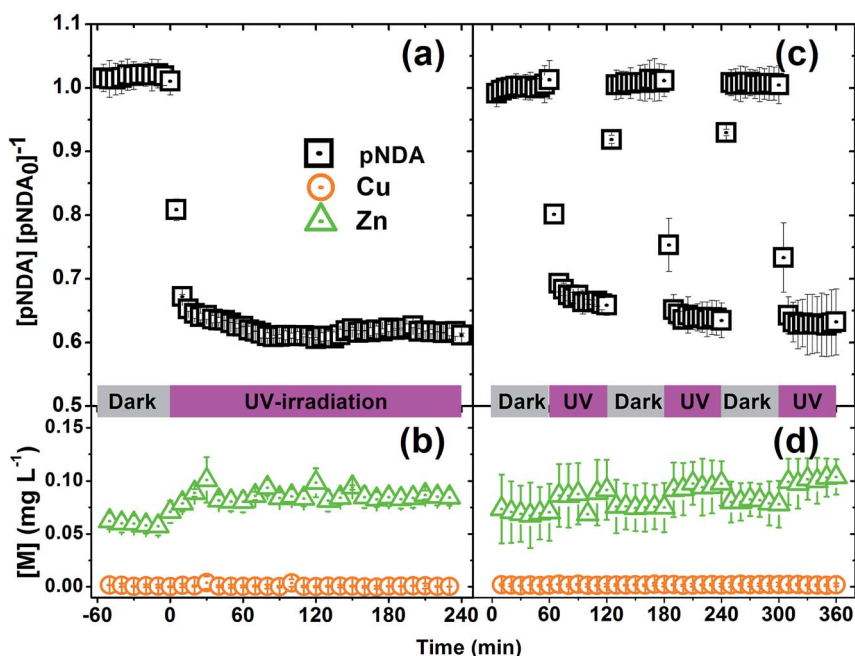 (a)
(c)
1.1
1.0
0.9
0.8
0.7
0.6
0.5
[pNDA] [pNDA₀]⁻¹
pNDA
Cu
Zn
Dark UV-irradiation
Dark UV Dark UV Dark UV
(b)
(d)
0.15
0.10
0.05
0.00
[M] (mg L⁻¹)
-60 0 60 120 180 240 0 60 120 180 240 300 360
Time (min)